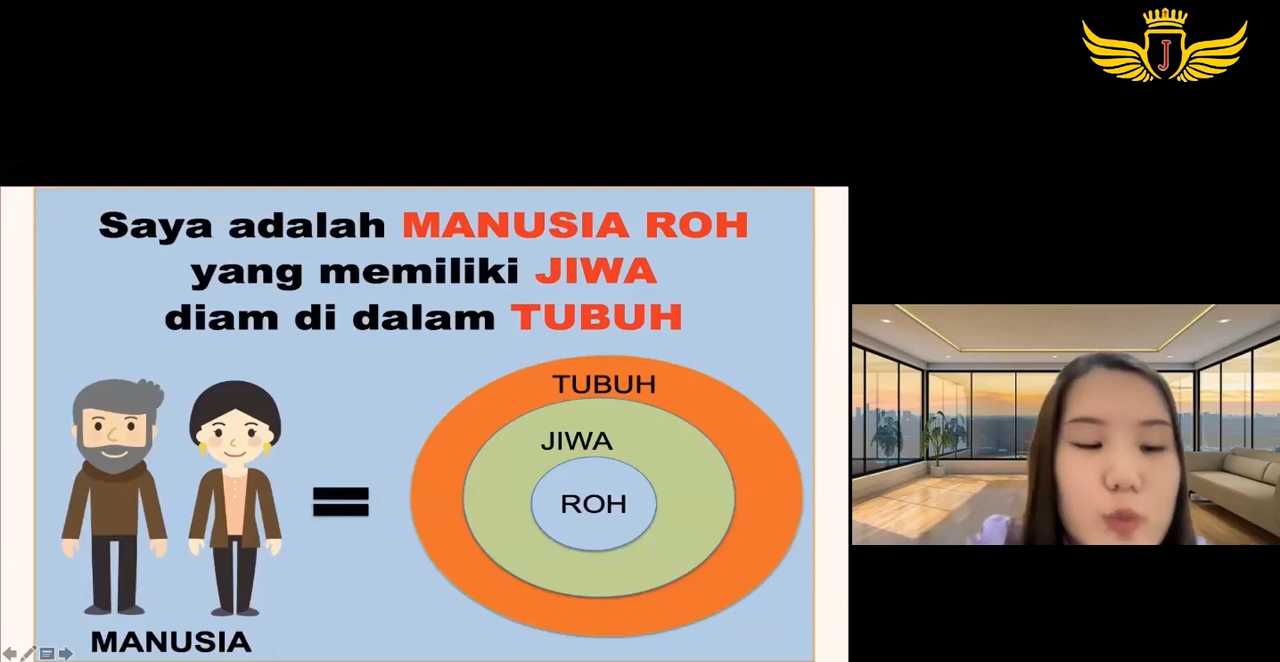 J
Saya adalah MANUSIA ROH
yang memiliki JIWA
diam di dalam TUBUH
TUBUH
JIWA
ROH
MANUSIA